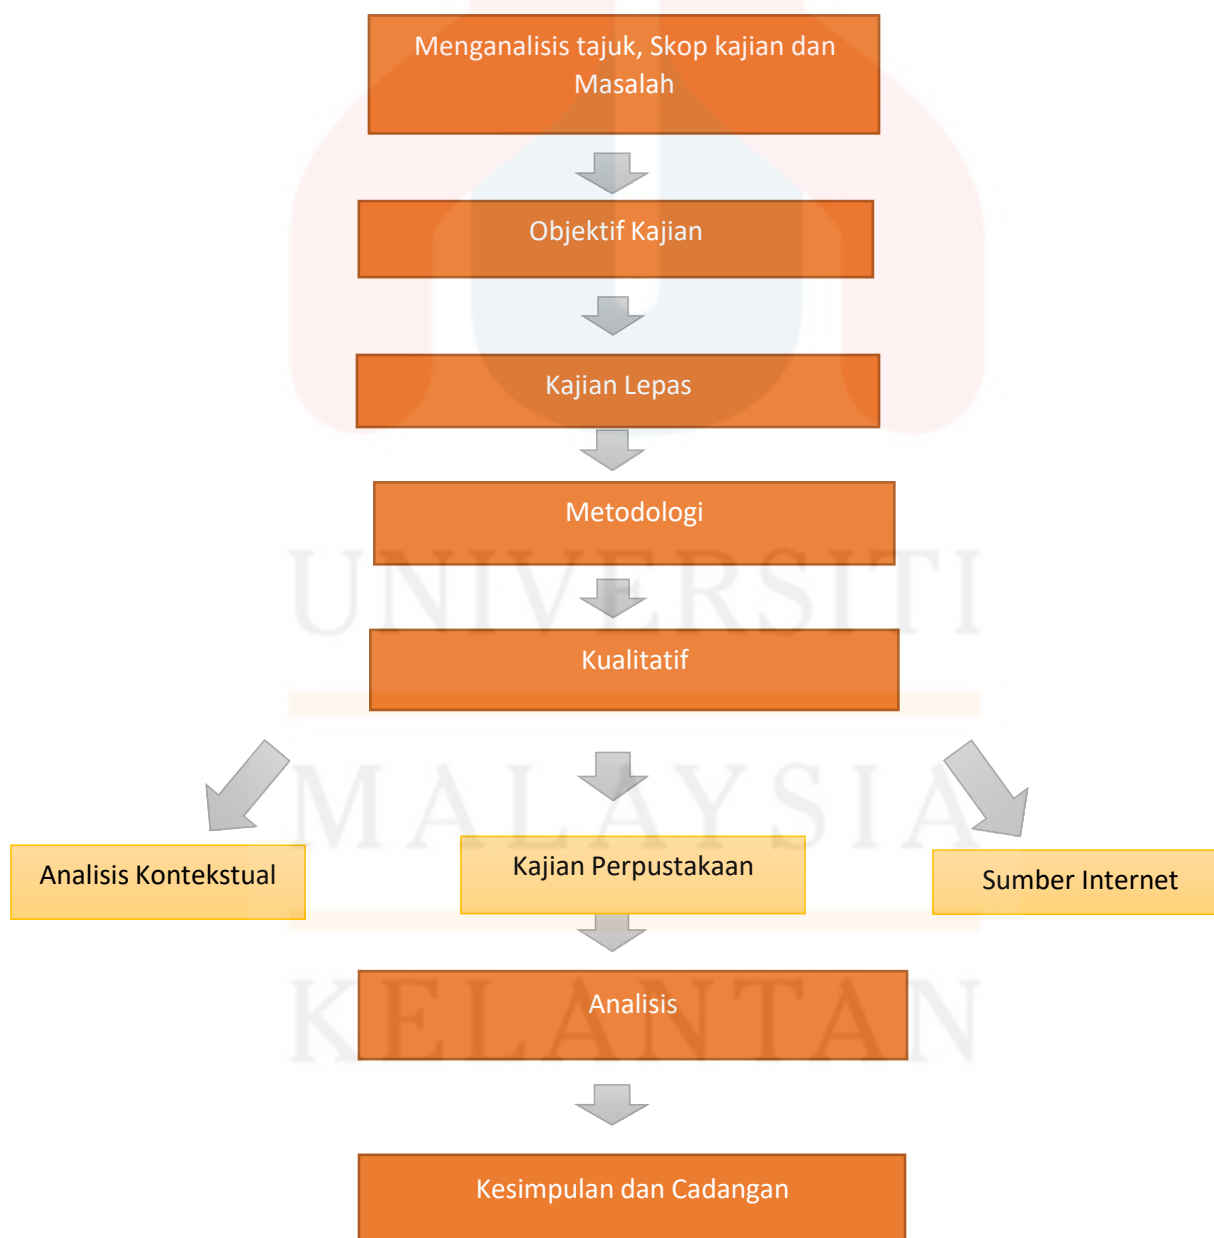 Menganalisis tajuk, Skop kajian dan
Masalah
Objektif Kajian
Kajian Lepas
Metodologi
UNIVERSITI
Kualitatif
MALAYSIA
Analisis Kontekstual
Kajian Perpustakaan
Sumber Internet
KELANTAN
Analisis
Kesimpulan dan Cadangan